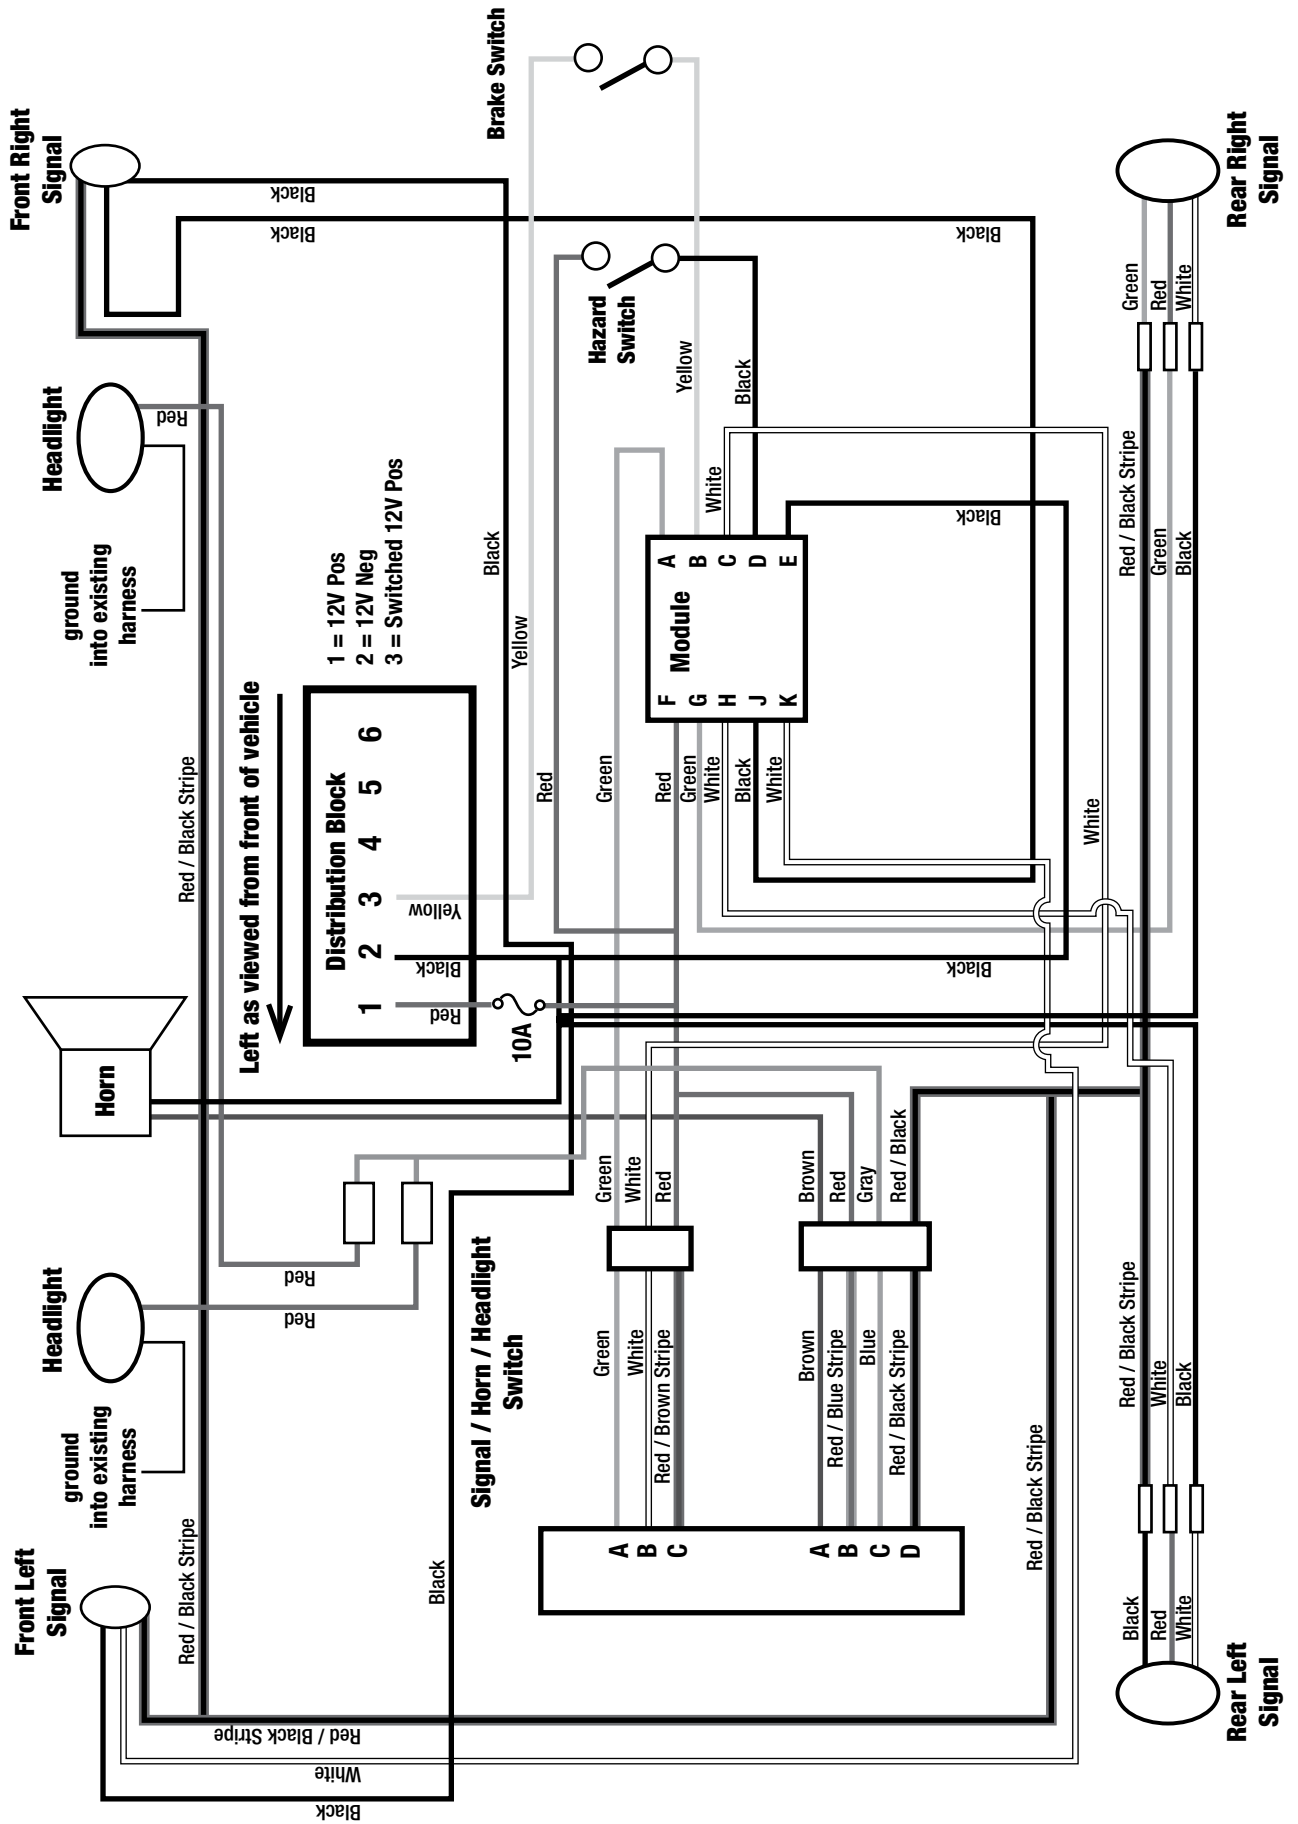 Front Left
Signal
ground
into existing
harness
Headlight
Horn
ground
into existing
harness
Headlight
Front Right
Signal
Red / Black Stripe
Red / Black Stripe
Red
Black
Black
Left as viewed from front of vehicle
Red
Red
Distribution Block
1
2
3
4
5
6
1 = 12V Pos
2 = 12V Neg
3 = Switched 12V Pos
Red / Black Stripe
White
Black
Red
Black
Yellow
Black
Signal / Horn / Headlight
Switch
10A
Black
Yellow
Brake Switch
Red
Hazard
Switch
Green
White
Red / Brown Stripe
Green
White
Red
Green
Red
Green
White
Black
White
Module
F
G
H
J
K
A
B
C
D
E
Yellow
White
Black
A
B
C
A
B
C
D
Brown
Red / Blue Stripe
Blue
Red / Black Stripe
Brown
Red
Gray
Red / Black
Black
Black
Black
Red / Black Stripe
White
Black
Red
White
Red / Black Stripe
White
Black
Red / Black Stripe
Green
Black
Green
Red
White
Rear Left
Signal
Rear Right
Signal